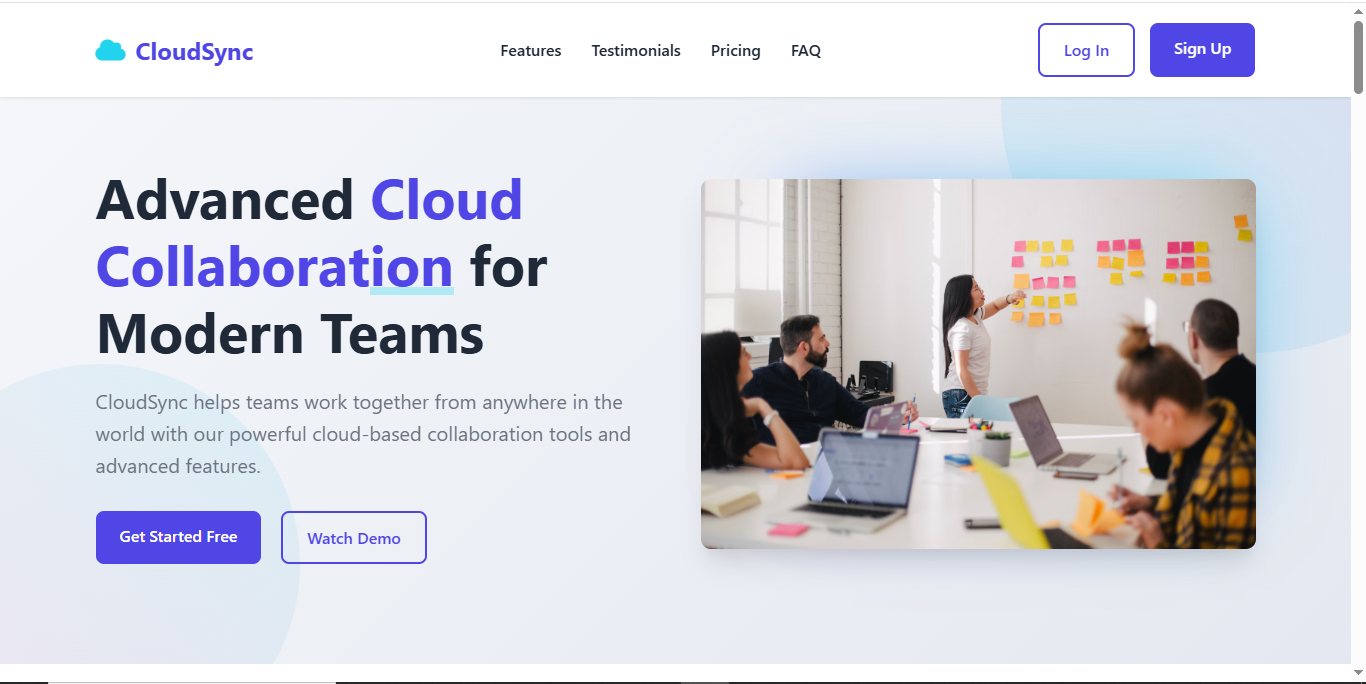 CloudSync
Features Testimonials Pricing FAQ
Log In
Sign Up
Advanced Cloud
Collaboration for
Modern Teams
CloudSync helps teams work together from anywhere in the
world with our powerful cloud-based collaboration tools and
advanced features.
Get Started Free
Watch Demo